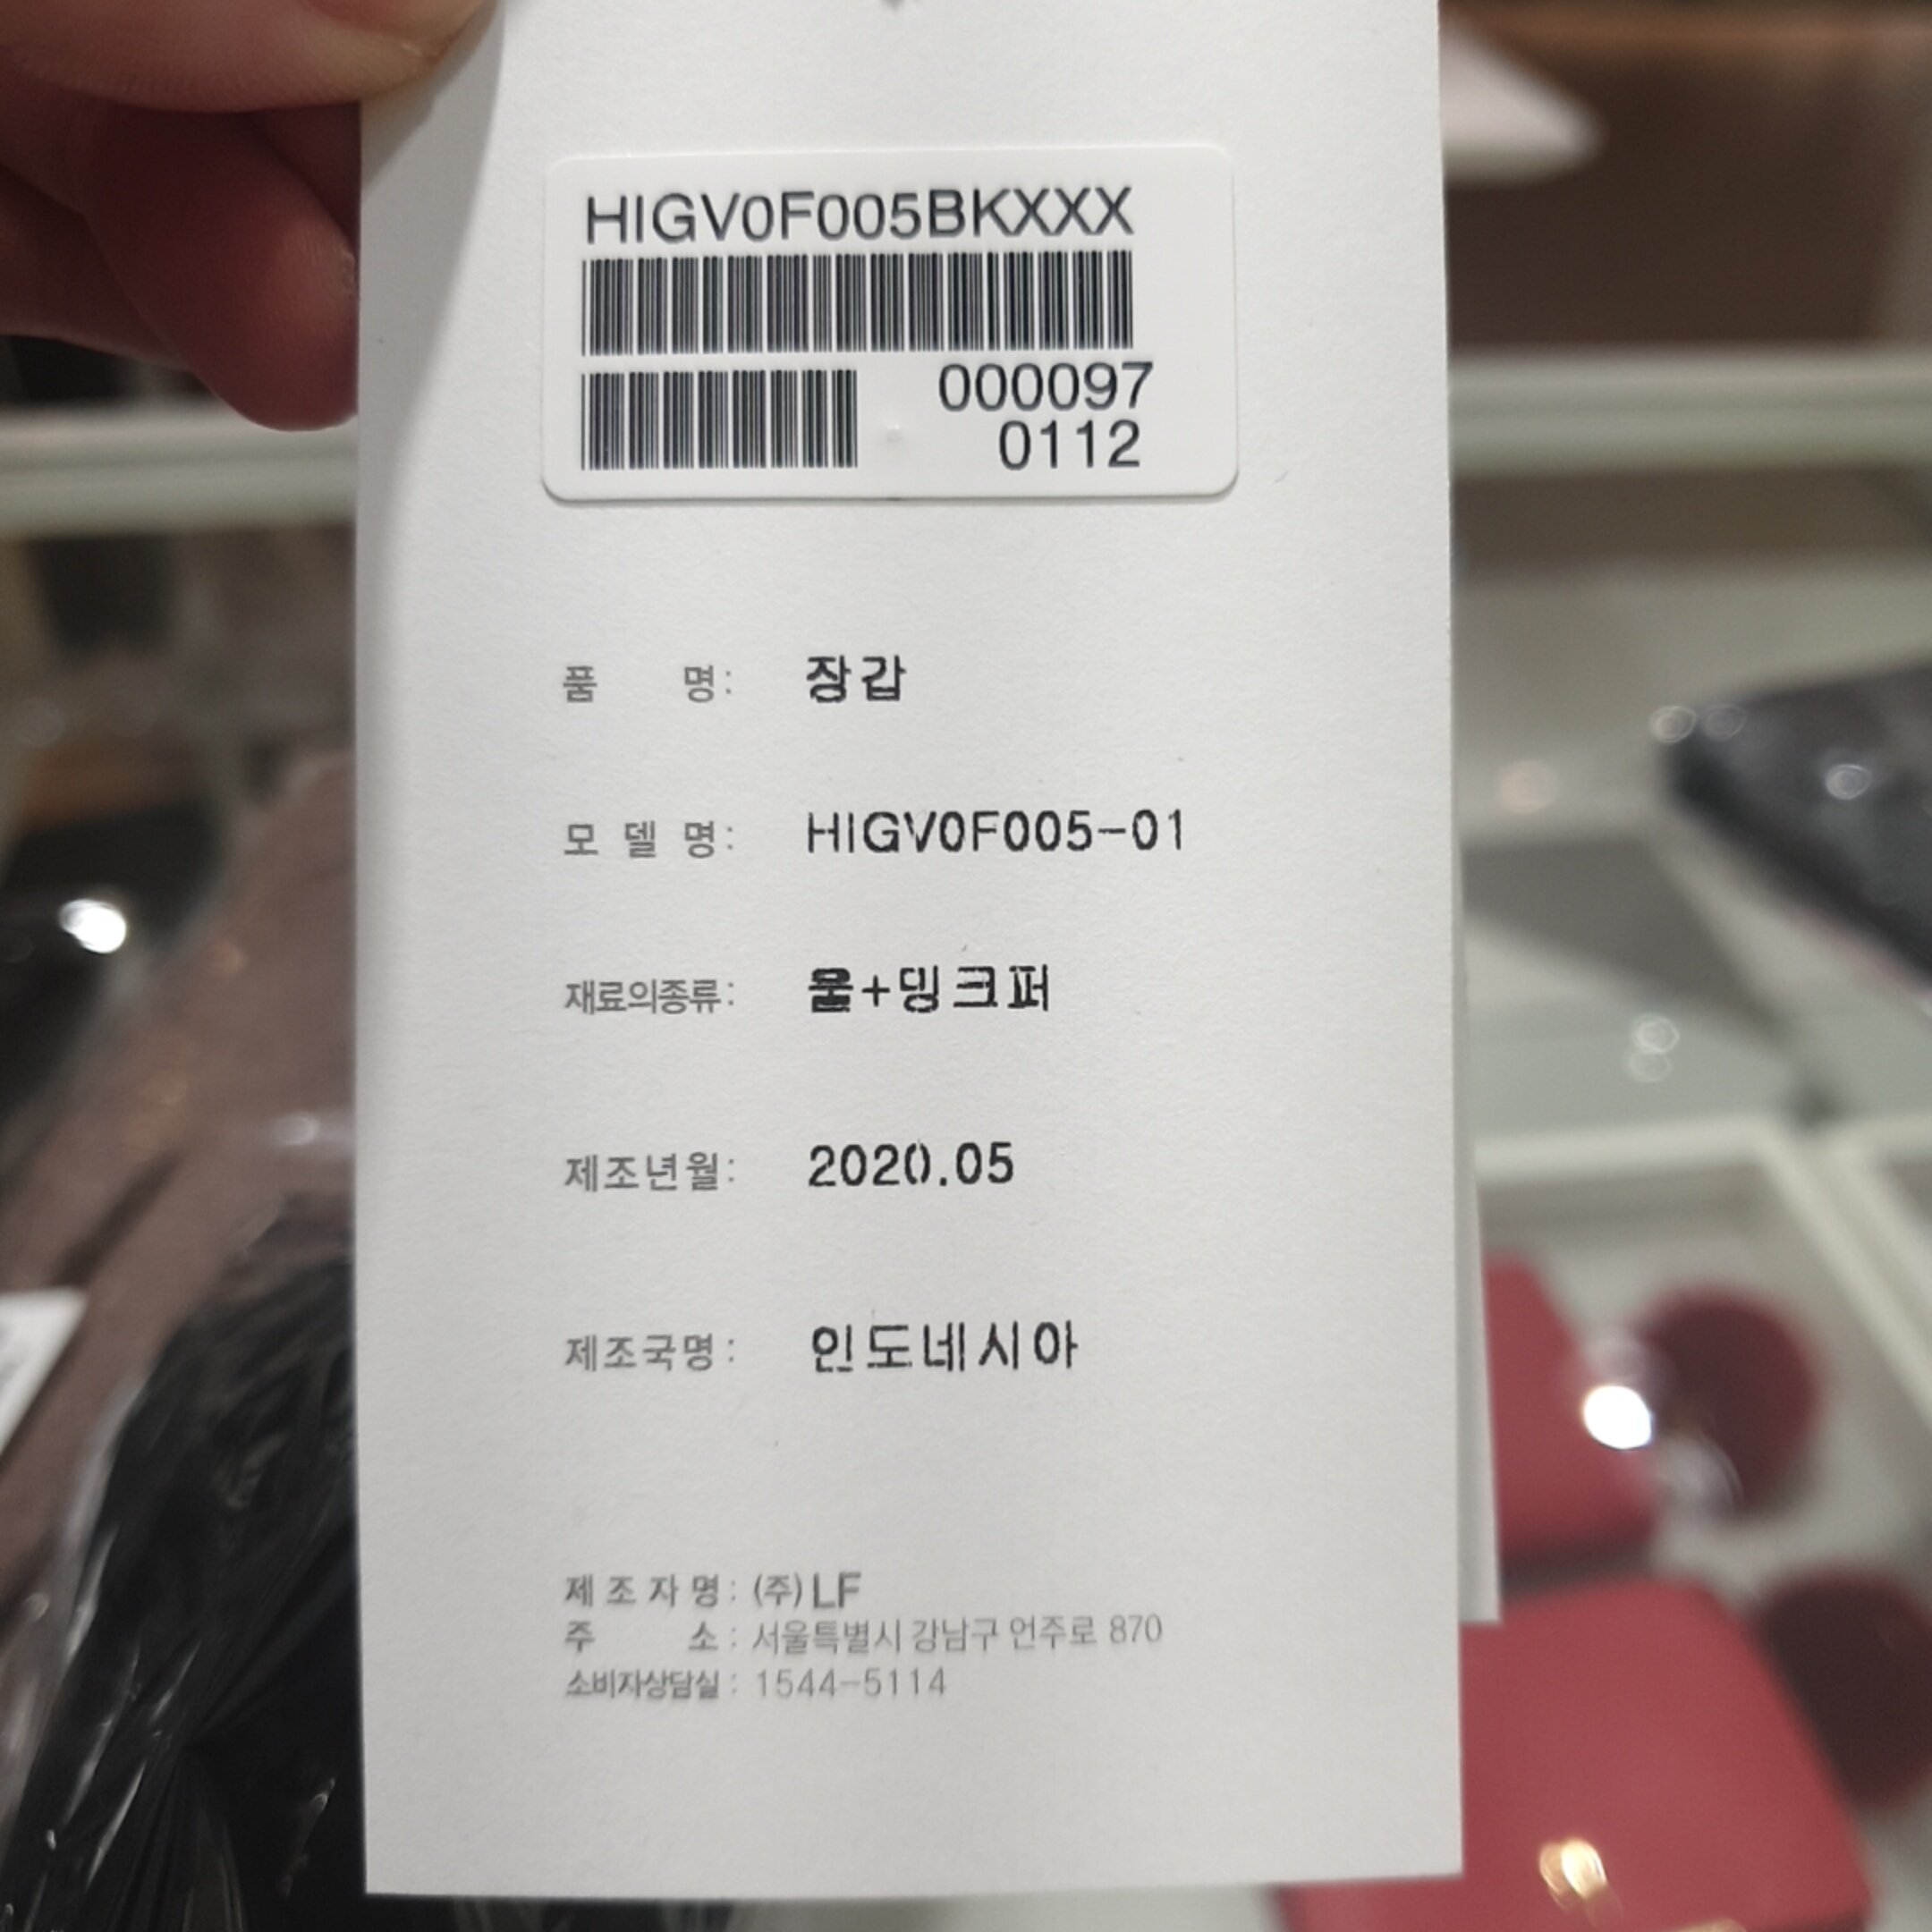 HIGV0F005BKXXX
000097
0112
품 명: 장갑
모 델 명: HIGV0F005-01
재료의종류: 울+밍크퍼
제조년월: 2020.05
제조국명: 인도네시아
제 조 자 명 : (주)LF
주 소 : 서울특별시 강남구 언주로 870
소비자상담실 : 1544-5114